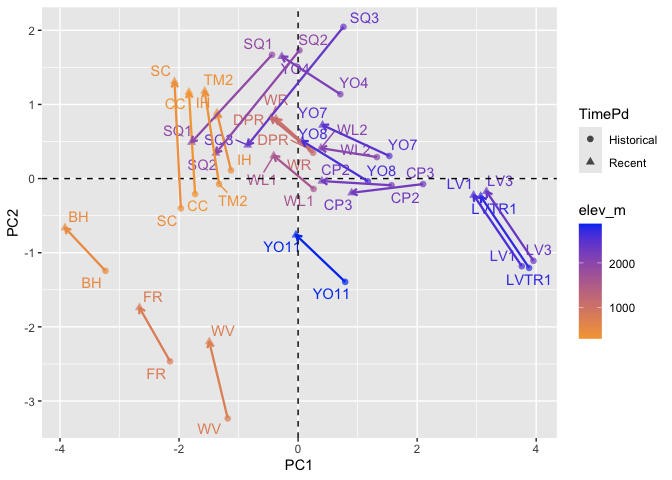 SQ3
SQ1
SQ2
2
YO4
SC
TM2
YO4
CC
IH
WR
YO7
DPR
1
SQ1
SQ3
YO8
WL2
DPR
YO7
WL2
SQ2
IH
WR
CP2
YO8
CP3
WL1
LV1
LV3
0
CC
TM2
WL1
CP3
CP2
LVTR1
SC
BH
YO11
LV1
LV3
-1
BH
YO11
LVTR1
FR
WV
-2
FR
-3
WV
-4
-2
0
2
4
PC1
PC2
TimePd
Historical
Recent
elev_m
2000
1000